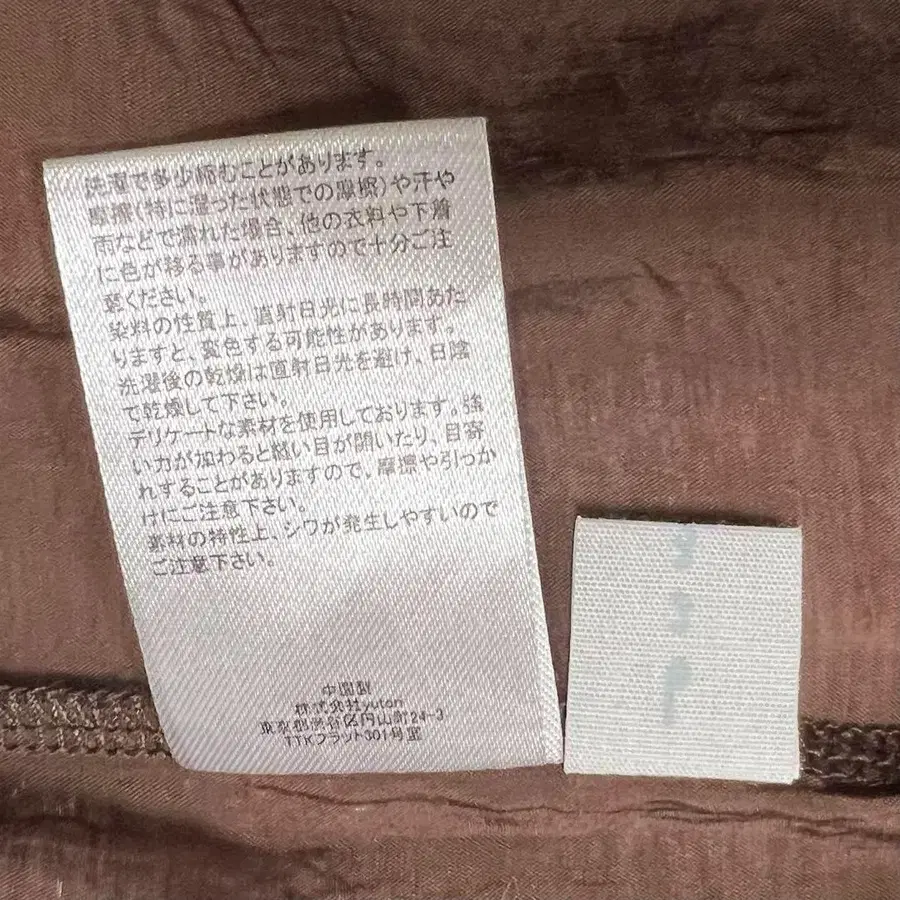 洗濯で多少縮むことがあります。
摩擦(特に湿った状態での摩擦)や汗や
雨などで濡れた場合、他の衣料や下着
に色が移る事がありますので十分ご注
意ください。
染料の性質上、直射日光に長時間あた
りますと、変色する可能性があります。
洗濯後の乾燥は直射日光を避け、日陰
で乾燥して下さい。
デリケートな素材を使用しております。強
い力が加わると縫い目が開いたり、目寄
れすることがありますので、摩擦や引っか
けにご注意下さい。
素材の特性上、シワが発生しやすいので
ご注意下さい。
中国製
株式会社yuton
東京都渋谷区円山町24-3
TTKフラット301号室